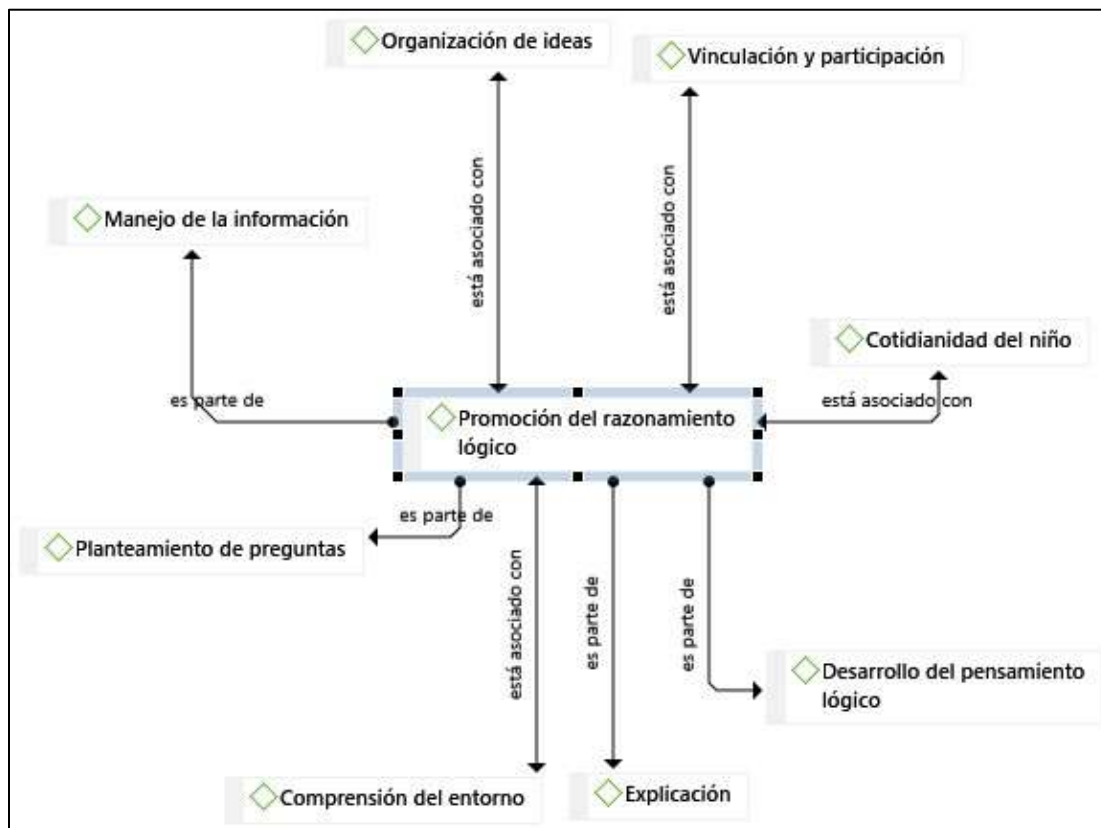 Organización de ideas
Vinculación y participación
está asociado con
está asociado con
Manejo de la información
Cotidianidad del niño
es parte de
está asociado con
Promoción del razonamiento
lógico
es parte de
Planteamiento de preguntas
está asociado con
es parte de
es parte de
Desarrollo del pensamiento
lógico
Comprensión del entorno
Explicación